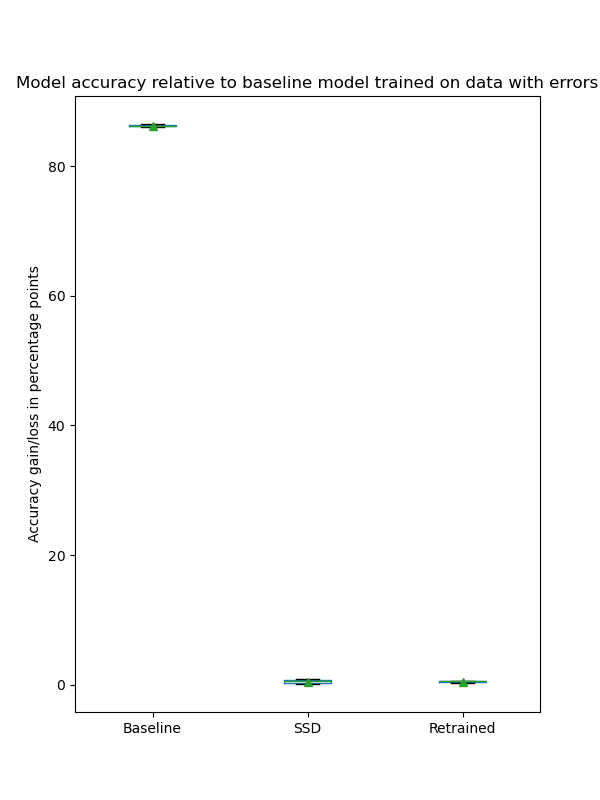 Model accuracy relative to baseline model trained on data with errors
Accuracy gain/loss in percentage points
80
60
40
20
0
Baseline
SSD
Retrained